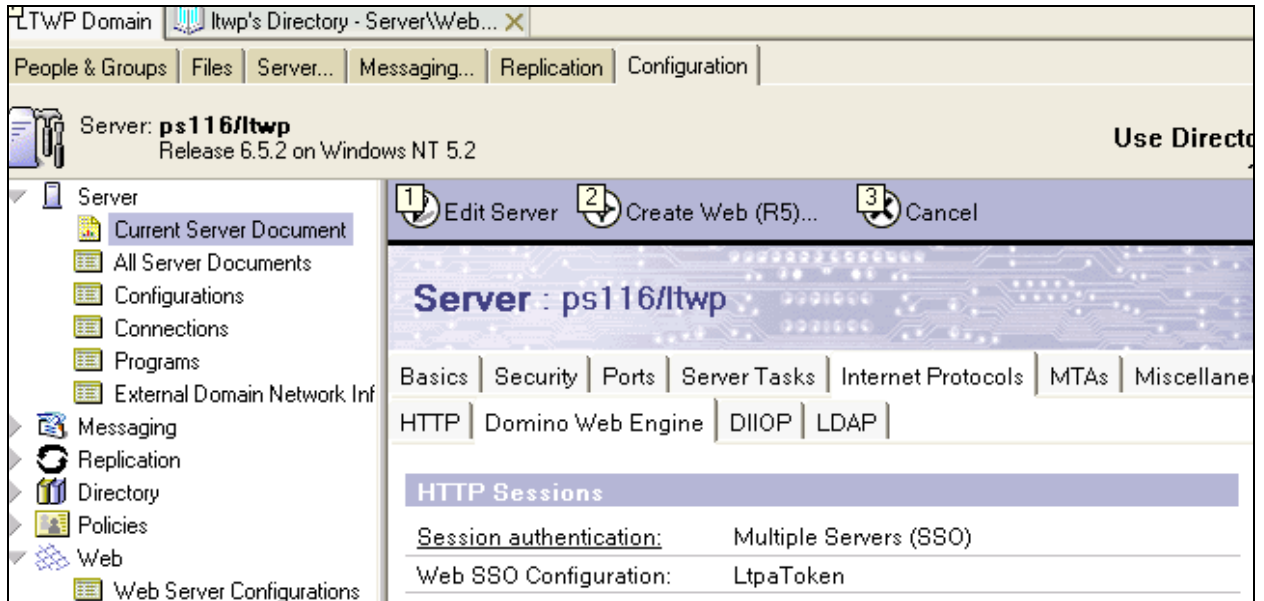 LTWP Domain ltwp's Directory - Server\Web...
People & Groups Files Server... Messaging... Replication Configuration
Server: ps116/ltwp
Release 6.5.2 on Windows NT 5.2
Use Directo
Server
Current Server Document
All Server Documents
Configurations
Connections
Programs
External Domain Network Inf
Messaging
Replication
Directory
Policies
Web
Web Server Configurations
1 Edit Server 2 Create Web (R5)... 3 Cancel
Server : ps116/ltwp
Basics Security Ports Server Tasks Internet Protocols MTAs Miscellane
HTTP Domino Web Engine DIIOP LDAP
HTTP Sessions
Session authentication: Multiple Servers (SSO)
Web SSO Configuration: LtpaToken